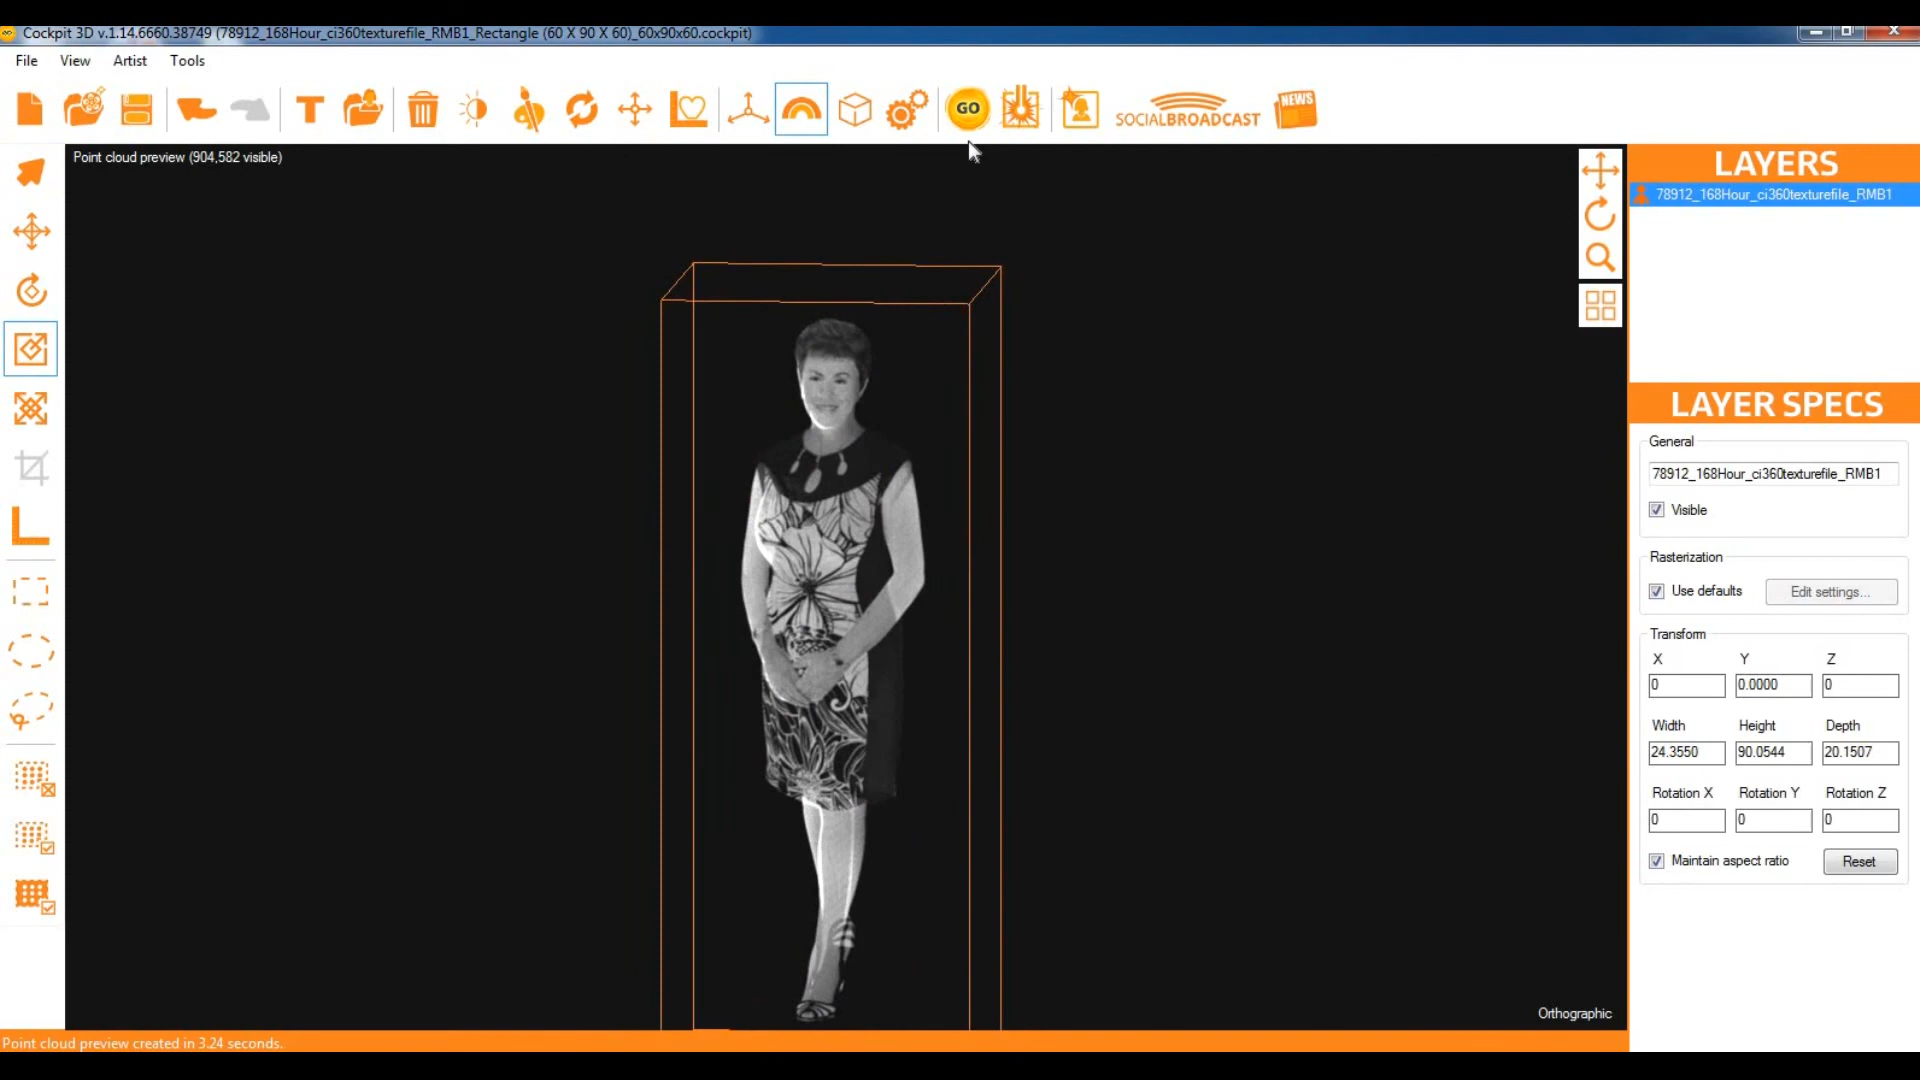 Cockpit 3D v.1.14.6660.38749 (78912_168Hour_ci360texturefile_RMB1_Rectangle (60 X 90 X 60)_60x90x60.cockpit)
File View Artist Tools
T
GO
SOCIALBROADCAST
NEWS
Point cloud preview (904,582 visible)
LAYERS
78912_168Hour_ci360texturefile_RMB1
LAYER SPECS
General
78912_168Hour_ci360texturefile_RMB1
Visible
Rasterization
Use defaults Edit settings...
Transform
X Y Z
0 0.0000 0
Width Height Depth
24.3550 90.0544 20.1507
Rotation X Rotation Y Rotation Z
0 0 0
Maintain aspect ratio Reset
Orthographic
Point cloud preview created in 3.24 seconds.